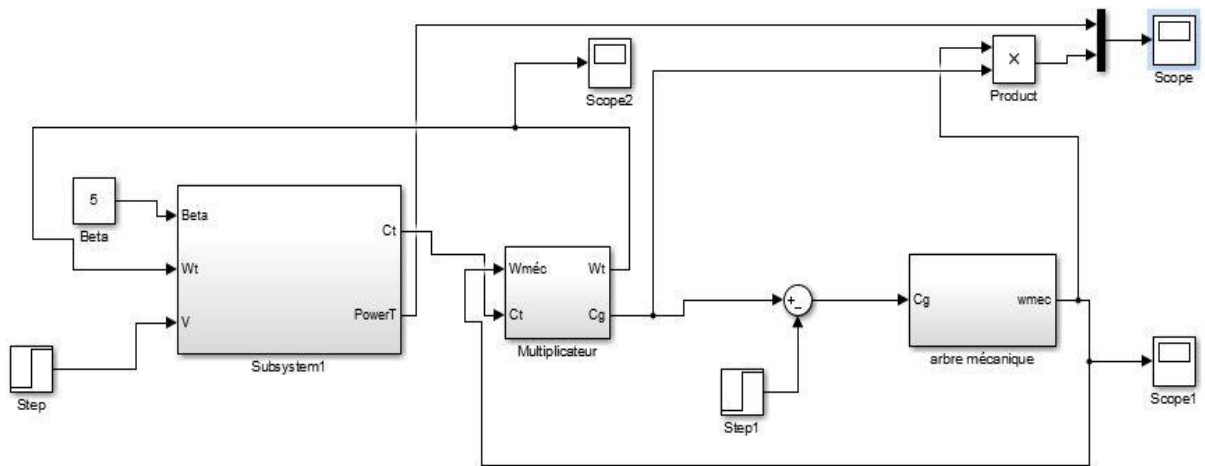 Scope
×
Product
Scope2
5
Beta
Beta
Wt
V
Ct
PowerT
Subsystem1
Wméc
Ct
Wt
Cg
Multiplicateur
+
−
Cg
wmec
arbre mécanique
Step
Step1
Scope1